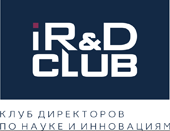 iR&D
CLUB
КЛУБ ДИРЕКТОРОВ
ПО НАУКЕ И ИННОВАЦИЯМ